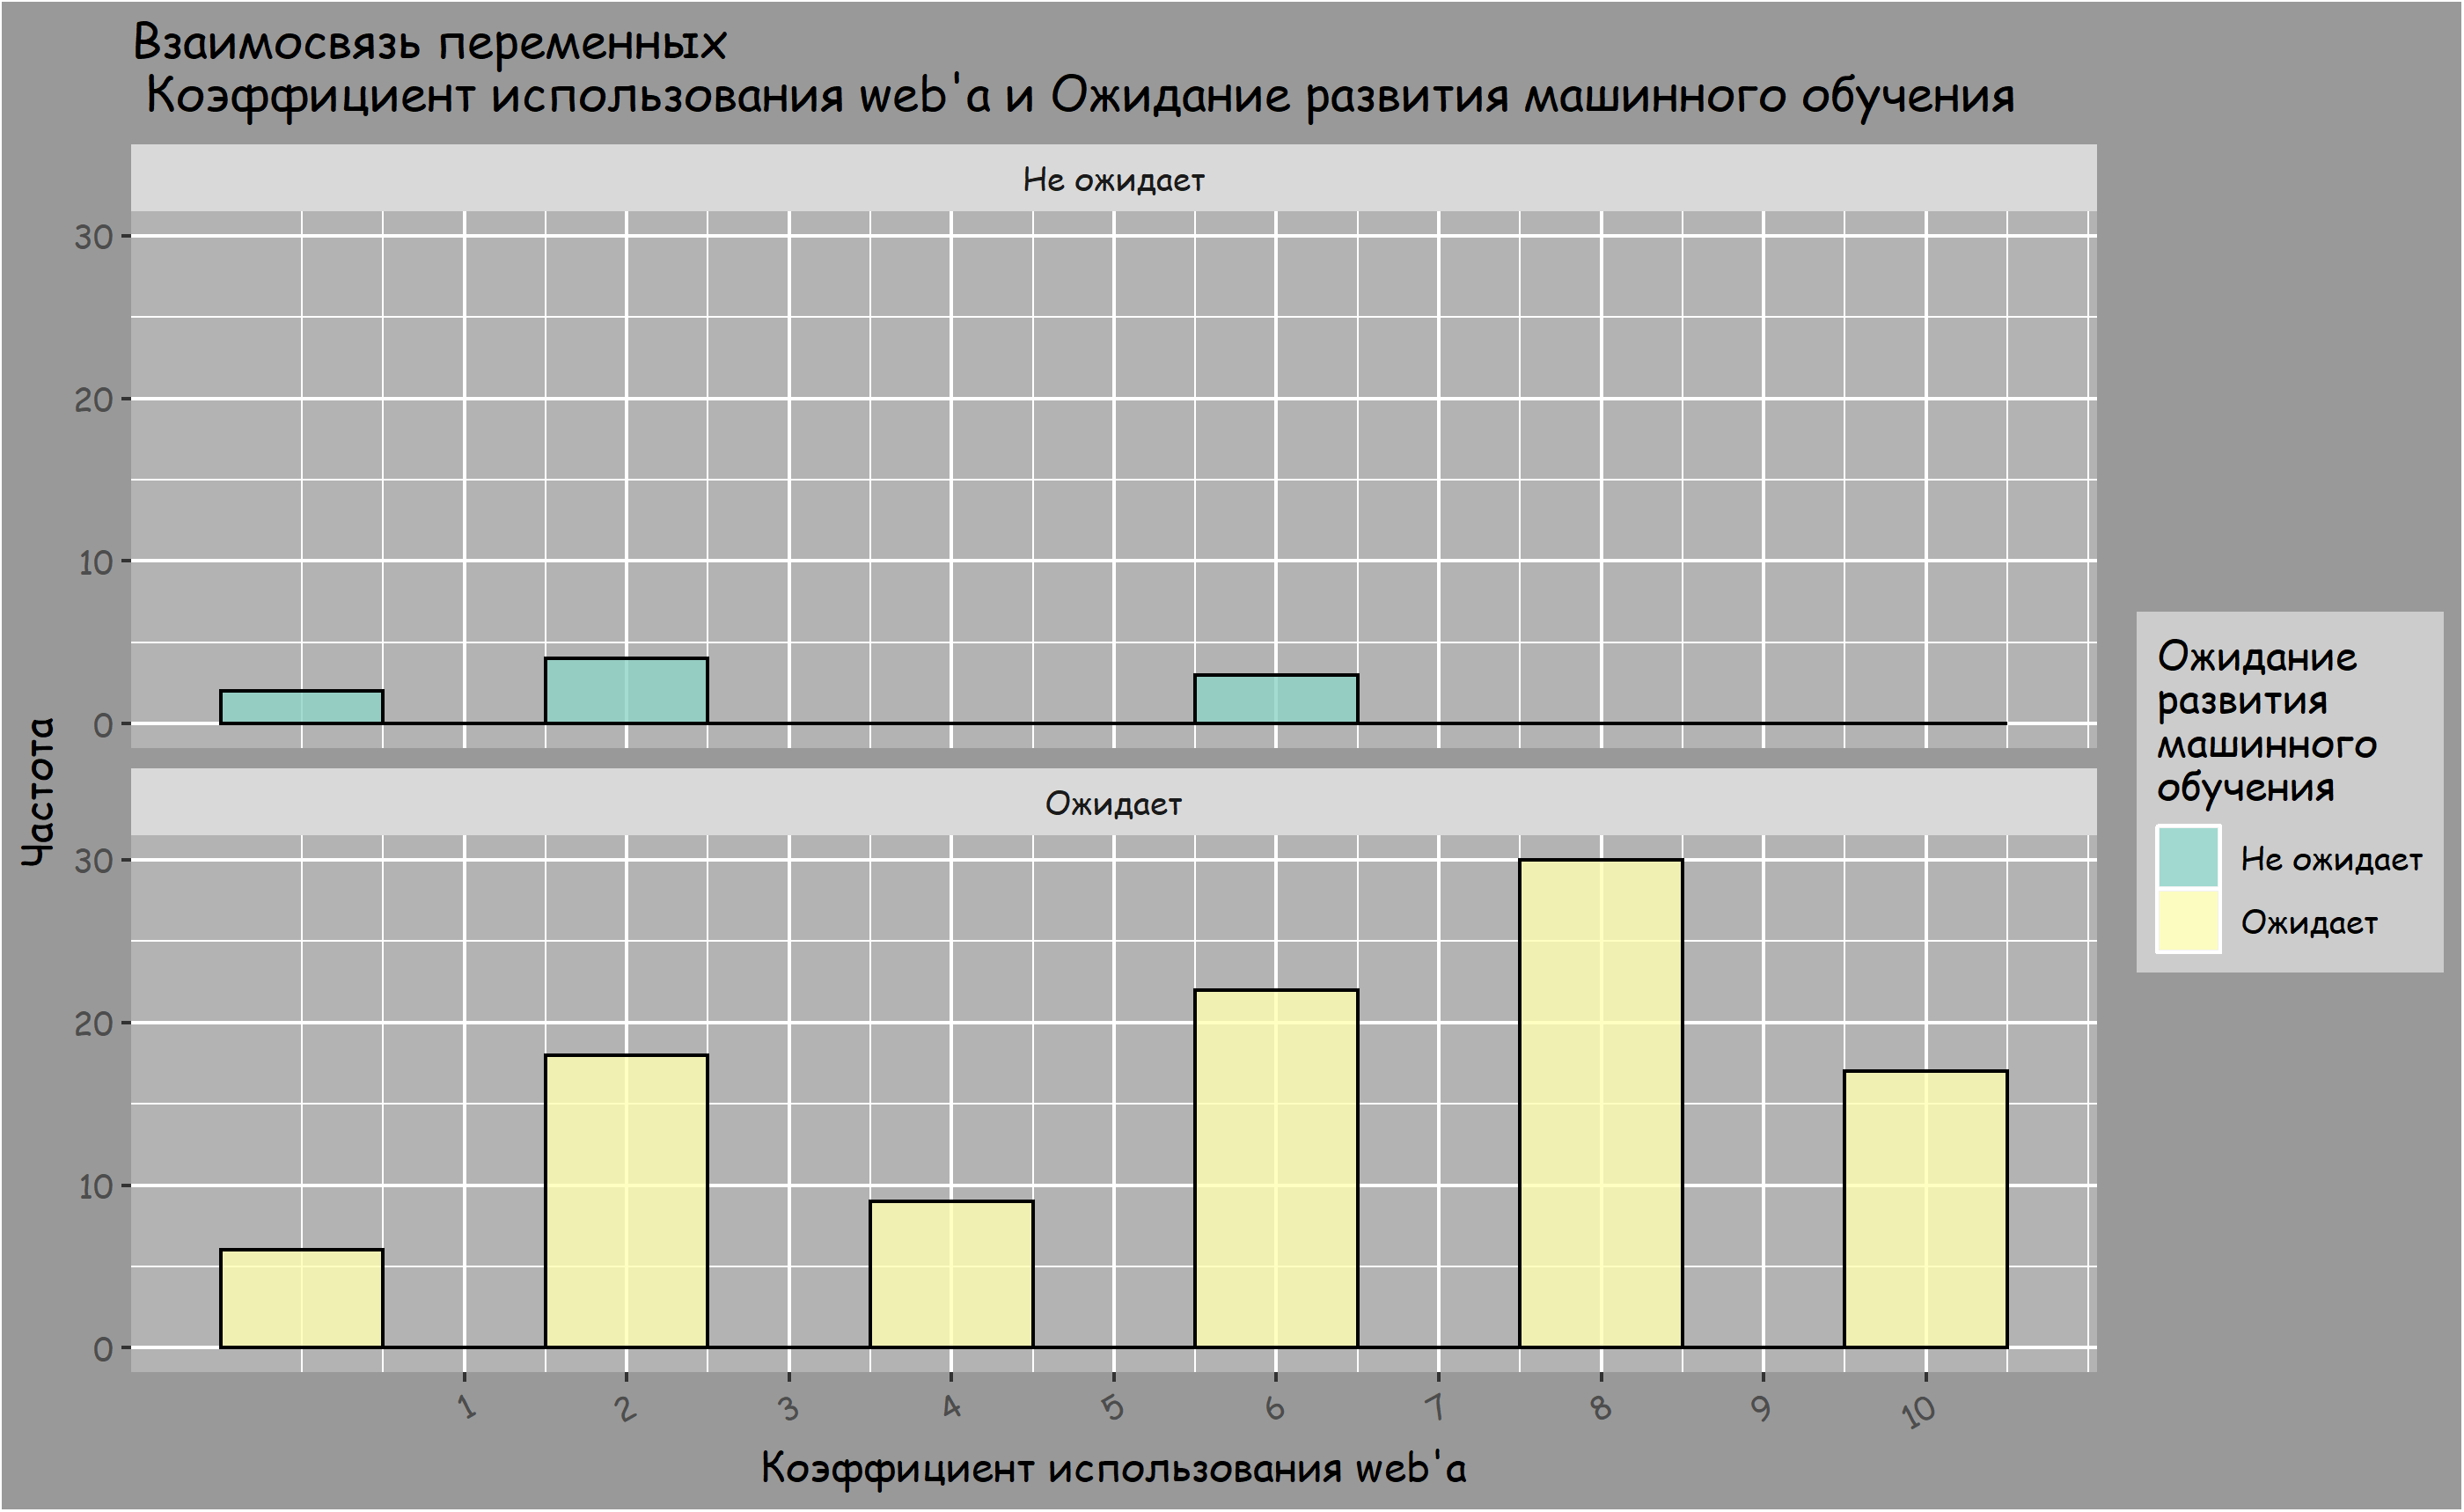 Взаимосвязь переменных
Коэффициент использования web'а и Ожидание развития машинного обучения
Не ожидает
30
20
10
0
Ожидает
30
20
10
0
1 2 3 4 5 6 7 8 9 10
Коэффициент использования web'а
Частота
Ожидание
развития
машинного
обучения
Не ожидает
Ожидает